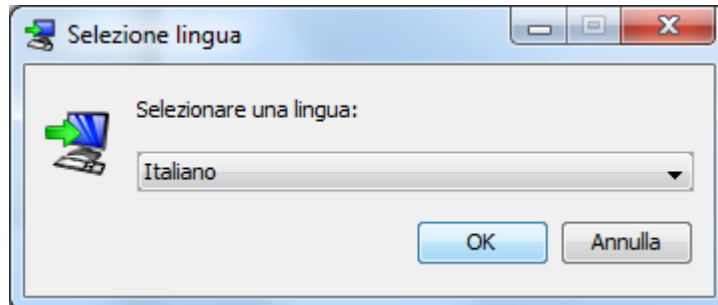 Selezione lingua
Selezionare una lingua:
Italiano
OK Annulla